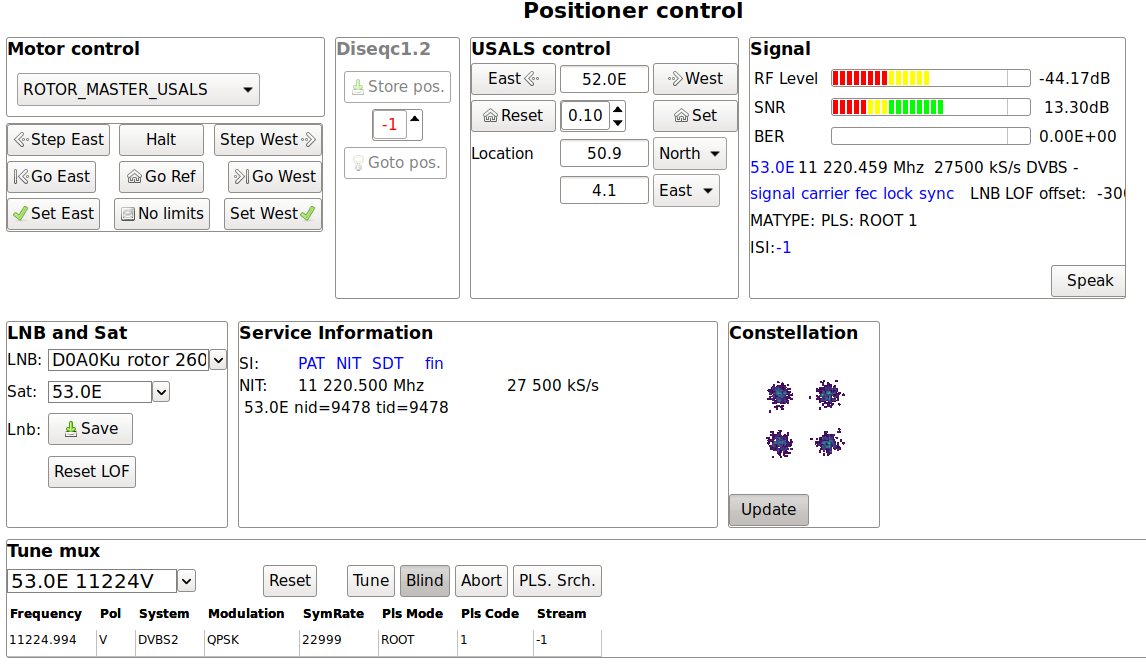 Positioner control
Motor control
ROTOR_MASTER_USALS
Step East Halt Step West
Go East Go Ref Go West
Set East No limits Set West
Diseqc1.2
Store pos.
-1
Goto pos.
USALS control
East 52.0E West
Reset 0.10 Set
Location 50.9 North
4.1 East
Signal
RF Level -44.17dB
SNR 13.30dB
BER 0.00E+00
53.0E 11 220.459 Mhz 27500 kS/s DVBS -
signal carrier fec lock sync LNB LOF offset: -300
MATYPE: PLS: ROOT 1
ISI:-1
Speak
LNB and Sat
LNB: D0A0Ku rotor 260
Sat: 53.0E
Lnb: Save
Reset LOF
Service Information
SI: PAT NIT SDT fin
NIT: 11 220.500 Mhz 27 500 kS/s
53.0E nid=9478 tid=9478
Constellation
Update
Tune mux
53.0E 11224V Reset Tune Blind Abort PLS. Srch.
Frequency Pol System Modulation SymRate Pls Mode Pls Code Stream
11224.994 V DVBS2 QPSK 22999 ROOT 1 -1